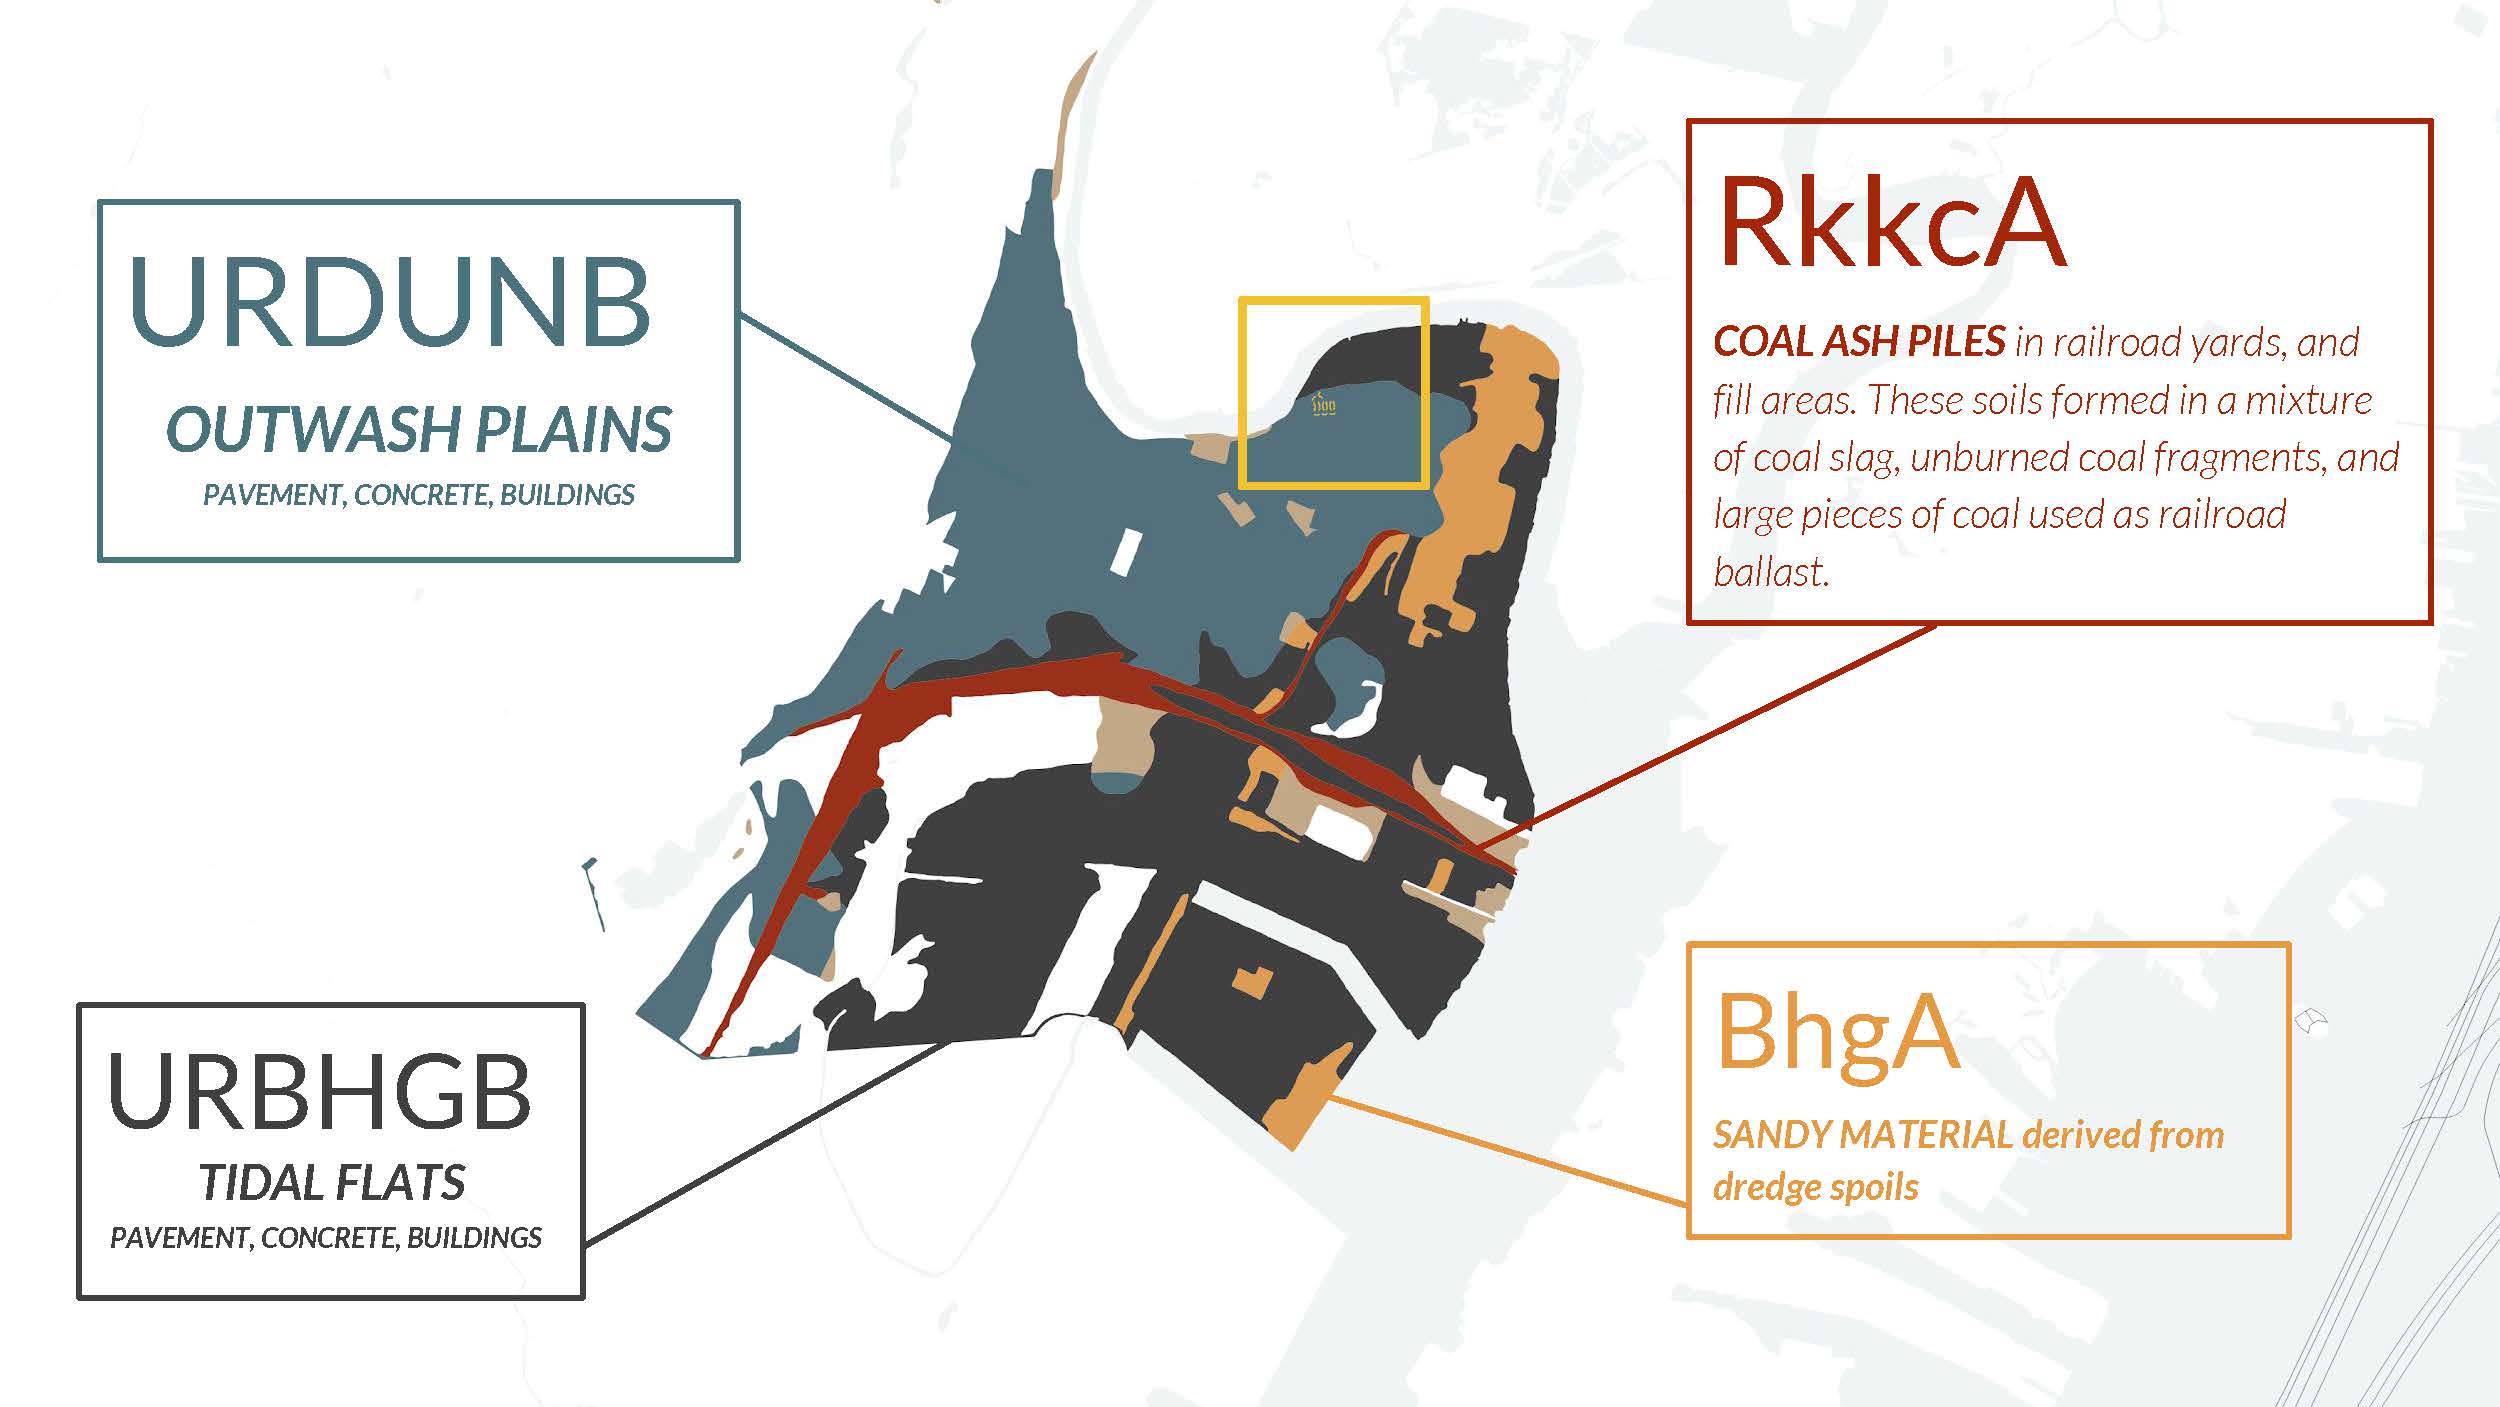 URDUNB
OUTWASH PLAINS
PAVEMENT, CONCRETE, BUILDINGS
RkkcA
COAL ASH PILES in railroad yards, and
fill areas. These soils formed in a mixture
of coal slag, unburned coal fragments, and
large pieces of coal used as railroad
ballast.
URBHGB
TIDAL FLATS
PAVEMENT, CONCRETE, BUILDINGS
BhgA
SANDY MATERIAL derived from
dredge spoils